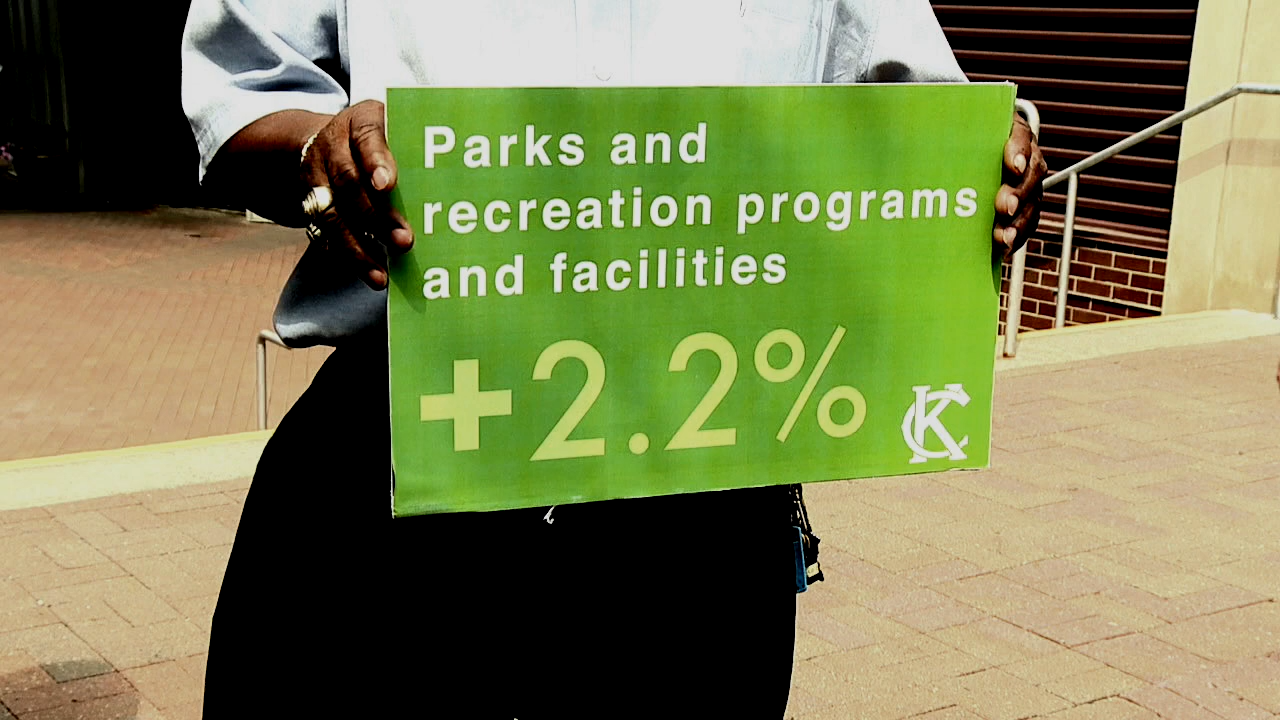 Parks and
recreation programs
and facilities
+2.2%
KC